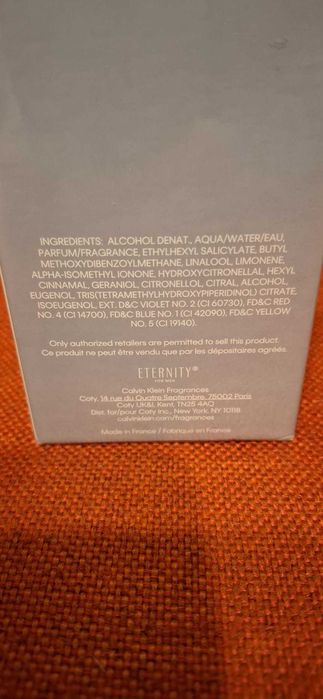 INGREDIENTS: ALCOHOL DENAT., AQUA/WATER/EAU,
PARFUM/FRAGRANCE, ETHYLHEXYL SALICYLATE, BUTYL
METHOXYDIBENZOYLMETHANE, LINALOOL, LIMONENE,
ALPHA-ISOMETHYL IONONE, HYDROXYCITRONELLAL, HEXYL
CINNAMAL, GERANIOL, CITRONELLOL, CITRAL, ALCOHOL,
EUGENOL, TRIS(TETRAMETHYLHYDROXYPIPERIDINOL) CITRATE,
ISOEUGENOL, EXT. D&C VIOLET NO. 2 (CI 60730), FD&C RED
NO. 4 (CI 14700), FD&C BLUE NO. 1 (CI 42090), FD&C YELLOW
NO. 5 (CI 19140).
Only authorized retailers are permitted to sell this product.
Ce produit ne peut être vendu que par les dépositaires agréés.
ETERNITY®
FOR MEN
Calvin Klein Fragrances
Coty, 14 rue du Quatre Septembre, 75002 Paris
Coty UK&I, Kent, TN25 4AQ
Dist. for/pour Coty Inc., New York, NY 10118
calvinklein.com/fragrances
Made in France / Fabriqué en France